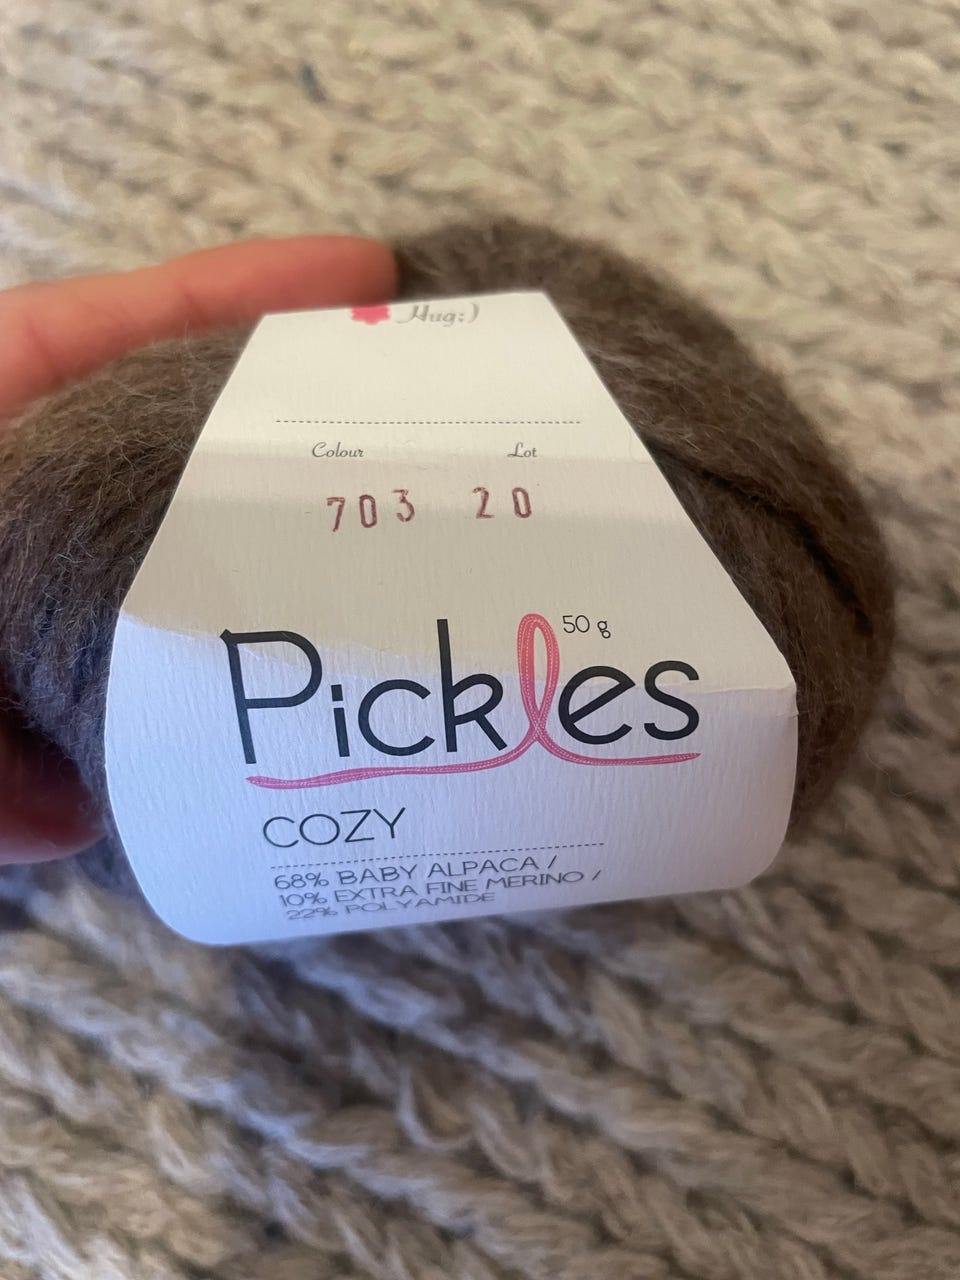 Hug:)
Colour Lot
703 20
50 g
Pickles
COZY
68% BABY ALPACA /
10% EXTRA FINE MERINO /
22% POLYAMIDE